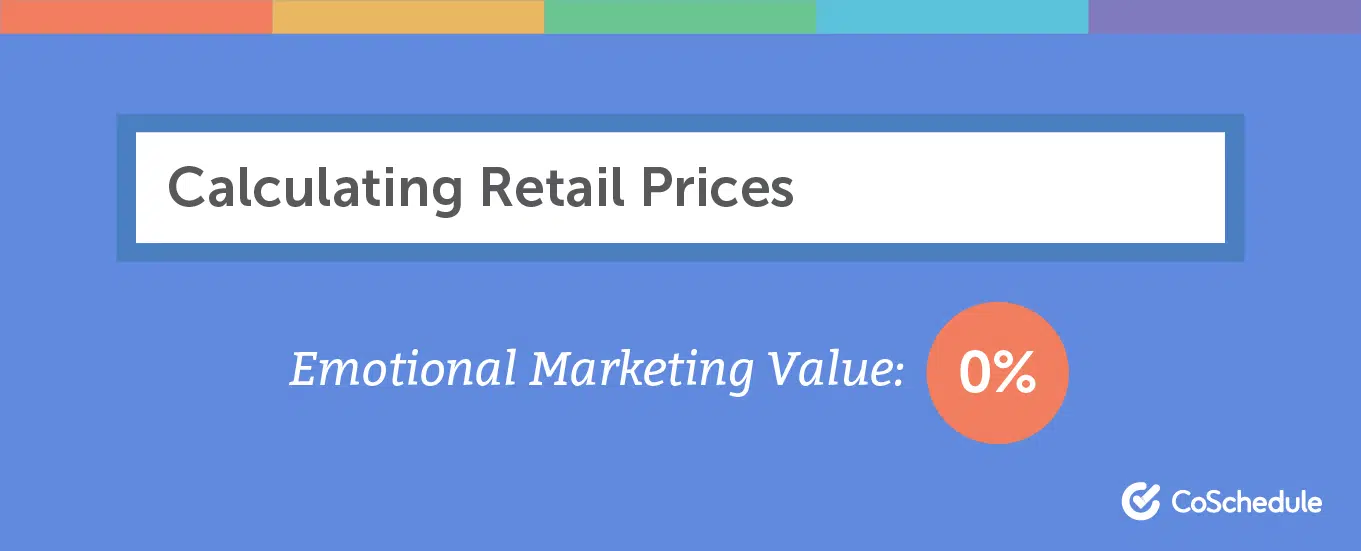 Calculating Retail Prices
Emotional Marketing Value: 0%
CoSchedule